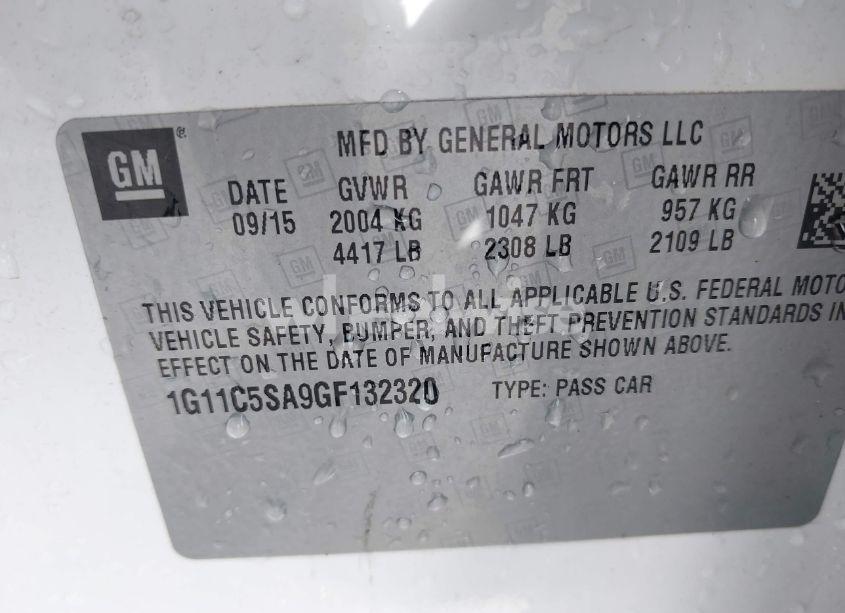 GM ®
MFD BY GENERAL MOTORS LLC
DATE GVWR GAWR FRT GAWR RR
09/15 2004 KG 1047 KG 957 KG
4417 LB 2308 LB 2109 LB
THIS VEHICLE CONFORMS TO ALL APPLICABLE U.S. FEDERAL MOTO
VEHICLE SAFETY, BUMPER, AND THEFT PREVENTION STANDARDS IN
EFFECT ON THE DATE OF MANUFACTURE SHOWN ABOVE.
1G11C5SA9GF132320 TYPE: PASS CAR